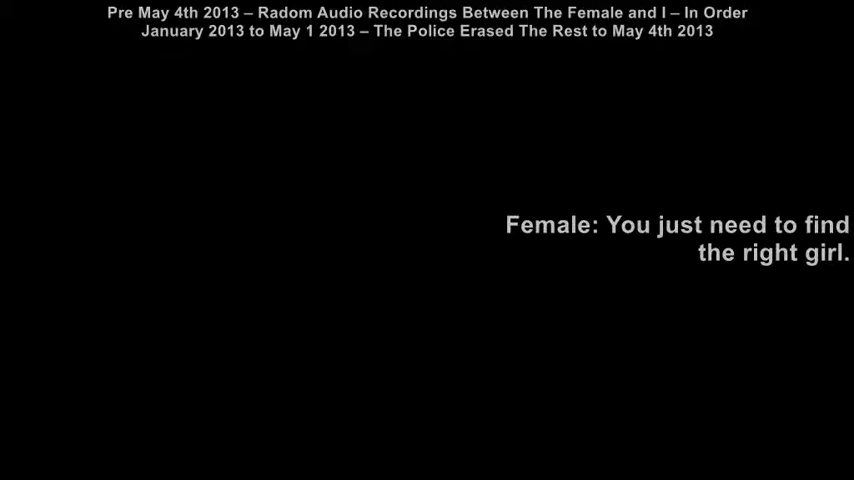 Pre May 4th 2013 – Radom Audio Recordings Between The Female and I – In Order
January 2013 to May 1 2013 – The Police Erased The Rest to May 4th 2013
Female: You just need to find
the right girl.